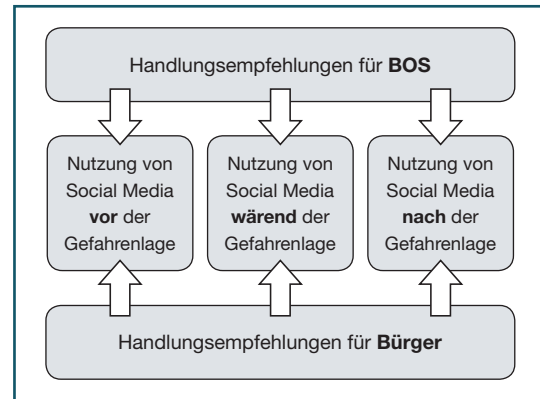 Handlungsempfehlungen für BOS
Nutzung von
Social Media
vor der
Gefahrenlage
Nutzung von
Social Media
wärend der
Gefahrenlage
Nutzung von
Social Media
nach der
Gefahrenlage
Handlungsempfehlungen für Bürger